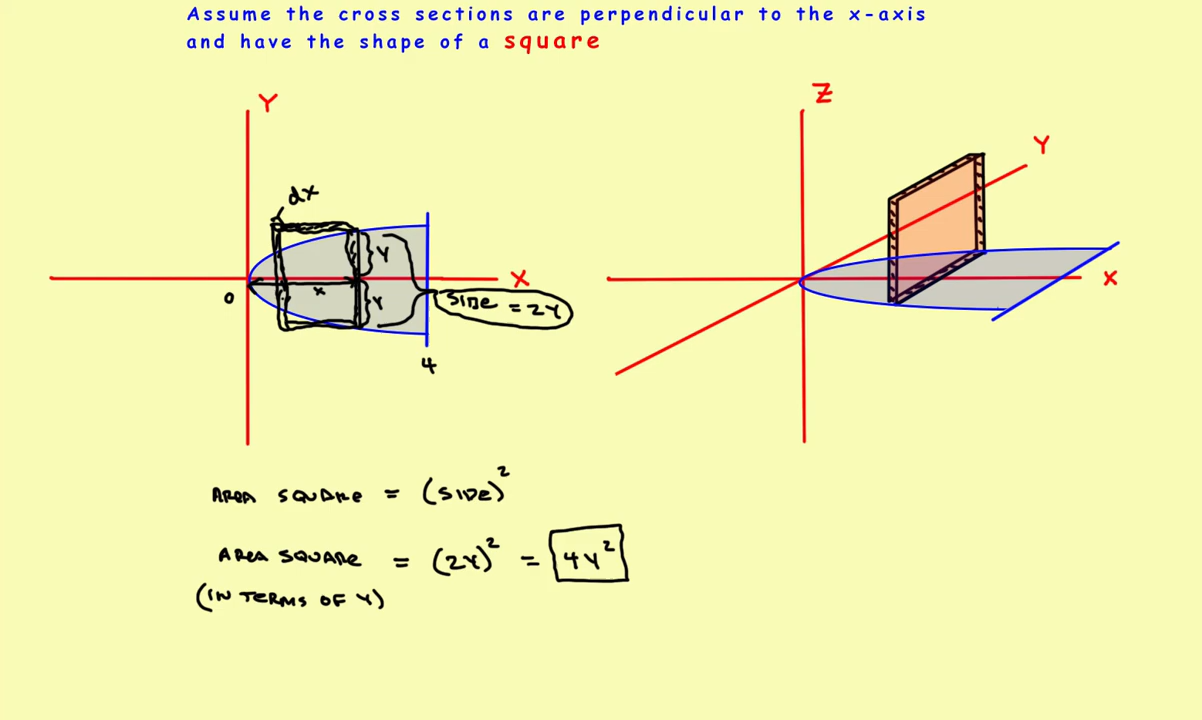 Assume the cross sections are perpendicular to the x-axis
and have the shape of a square
Y
dx
Y
X
x
Y
0
SIDE = 2Y
4
Z
Y
X
AREA SQUARE = (SIDE)²
AREA SQUARE = (2Y)² = 4Y²
(IN TERMS OF Y)